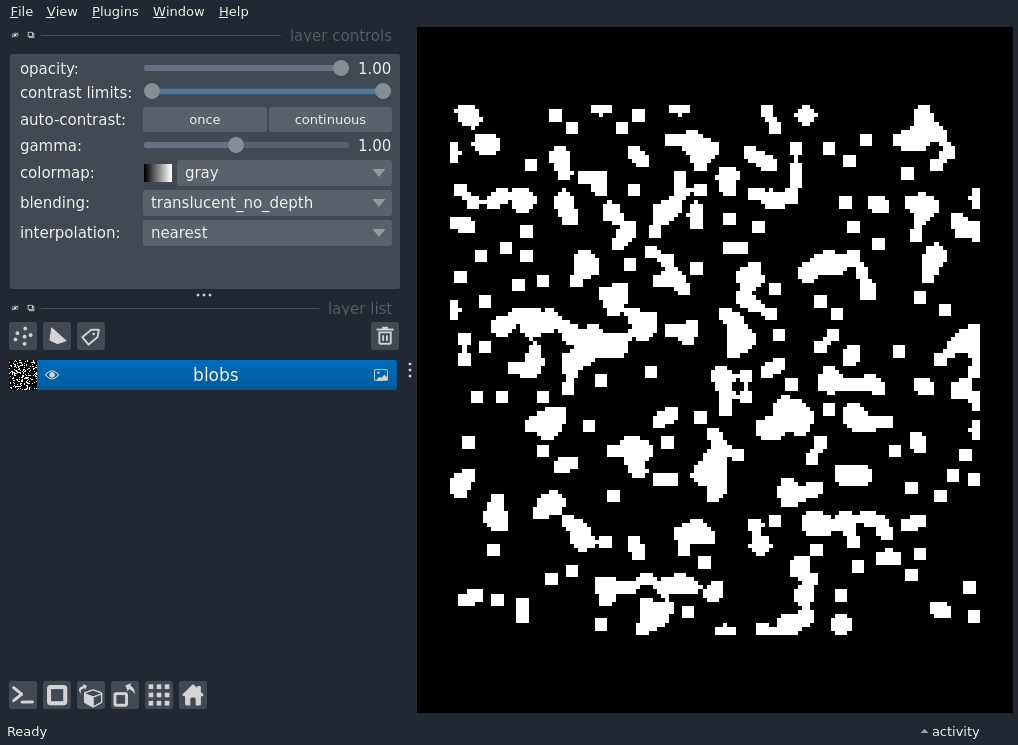 File View Plugins Window Help
layer controls
opacity: 1.00
contrast limits:
auto-contrast: once continuous
gamma: 1.00
colormap: gray
blending: translucent_no_depth
interpolation: nearest
layer list
blobs
Ready activity